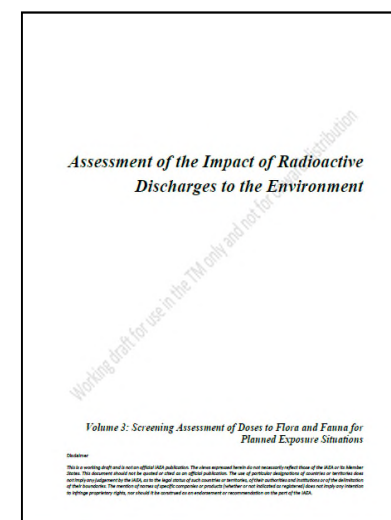 Assessment of the Impact of Radioactive
Discharges to the Environment
Working draft for use in the TM only and not for onward distribution
Volume 3: Screening Assessment of Doses to Flora and Fauna for
Planned Exposure Situations
Disclaimer
This is a working draft and is not an official IAEA publication. The views expressed herein do not necessarily reflect those of the IAEA or its Member
States. This document should not be quoted or cited as an official publication. The use of particular designations of countries or territories does
not imply any judgement by the IAEA, as to the legal status of such countries or territories, of their authorities and institutions or of the delimitation
of their boundaries. The mention of names of specific companies or products (whether or not indicated as registered) does not imply any intention
to infringe proprietary rights, nor should it be construed as an endorsement or recommendation on the part of the IAEA.